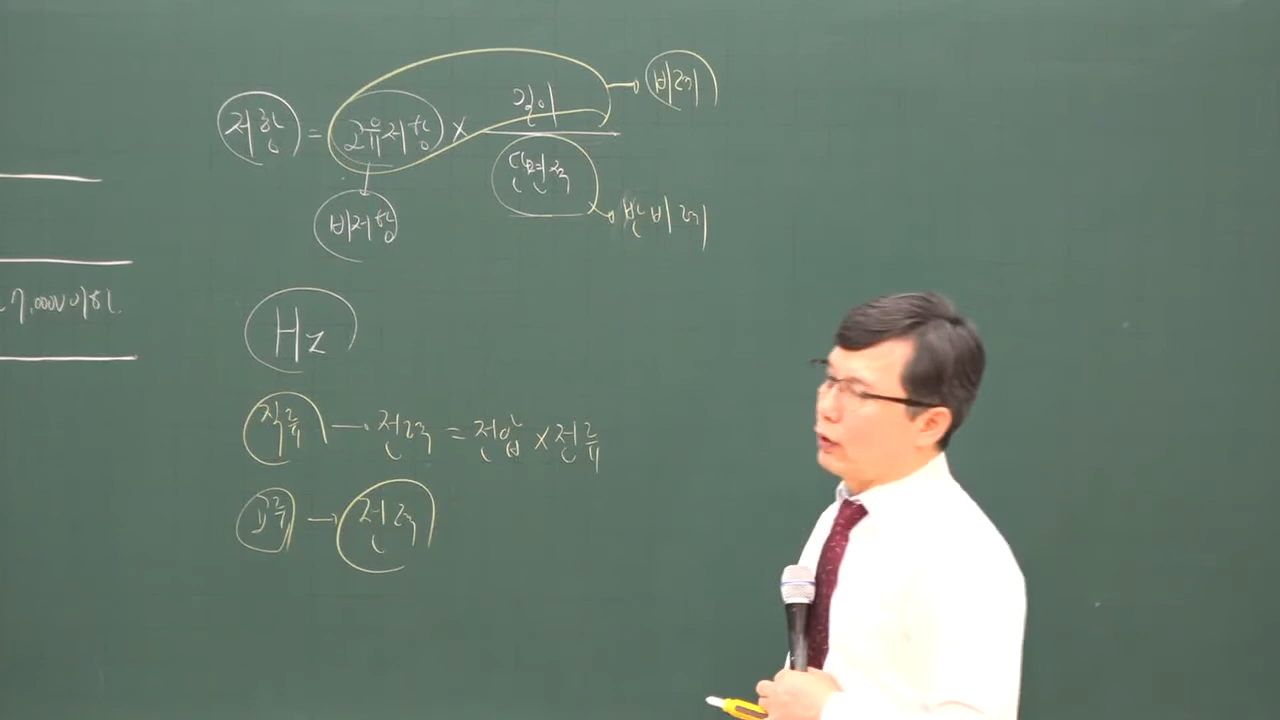 저항 = 고유저항 × 길이 / 단면적 → 비례
비저항
반비례
7,000V 이하
Hz
직류 → 전력 = 전압 × 전류
교류 → 전력